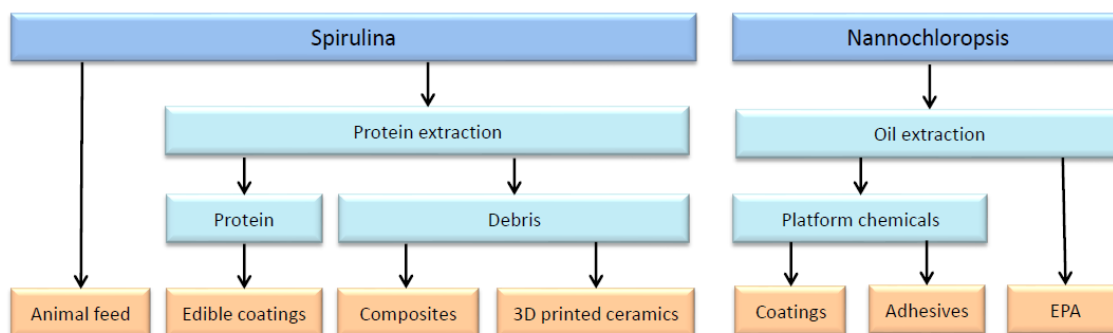 Spirulina
Nannochloropsis
Protein extraction
Oil extraction
Protein
Debris
Platform chemicals
Animal feed
Edible coatings
Composites
3D printed ceramics
Coatings
Adhesives
EPA